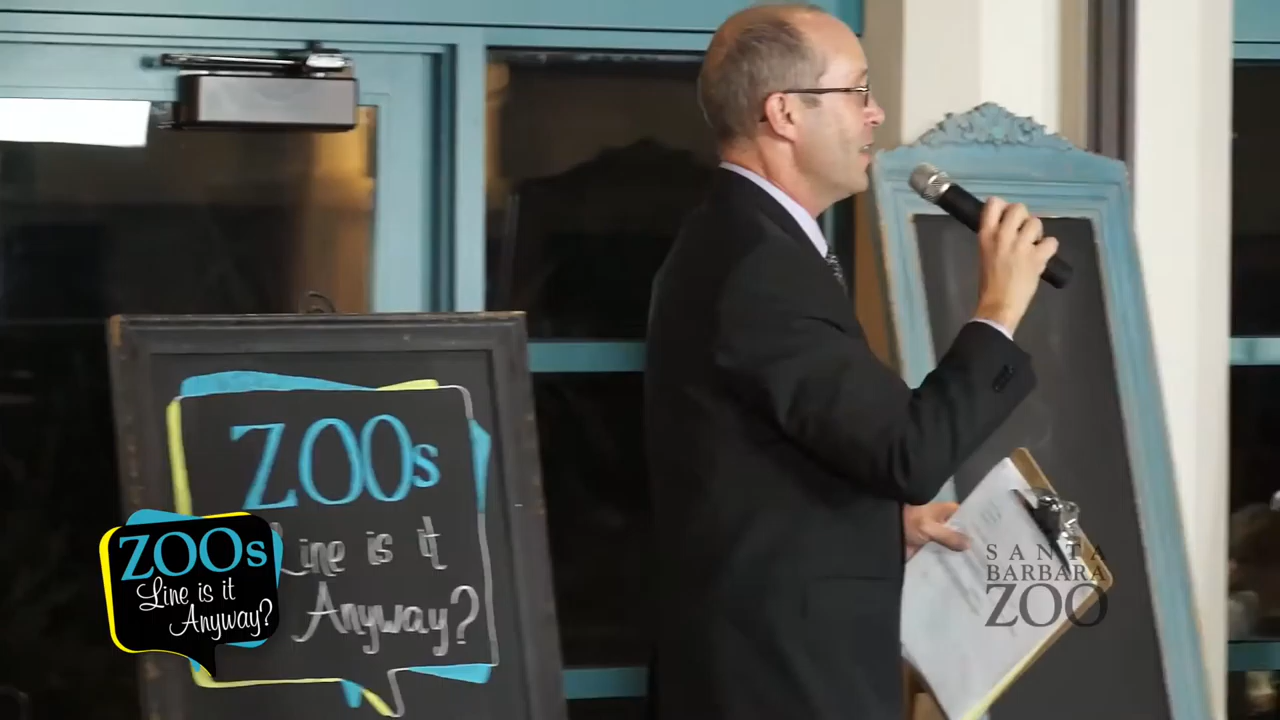 ZOOs
Line is it
Anyway?
ZOOs
Line is it
Anyway?
SANTA
BARBARA
ZOO